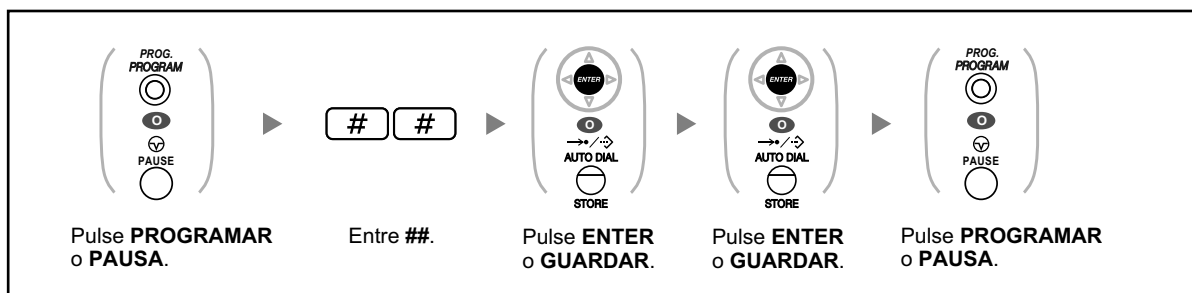 PROG.
PROGRAM
O
PAUSE
Pulse PROGRAMAR
o PAUSA.
# #
Entre ##.
ENTER
O
AUTO DIAL
STORE
Pulse ENTER
o GUARDAR.
ENTER
O
AUTO DIAL
STORE
Pulse ENTER
o GUARDAR.
PROG.
PROGRAM
O
PAUSE
Pulse PROGRAMAR
o PAUSA.